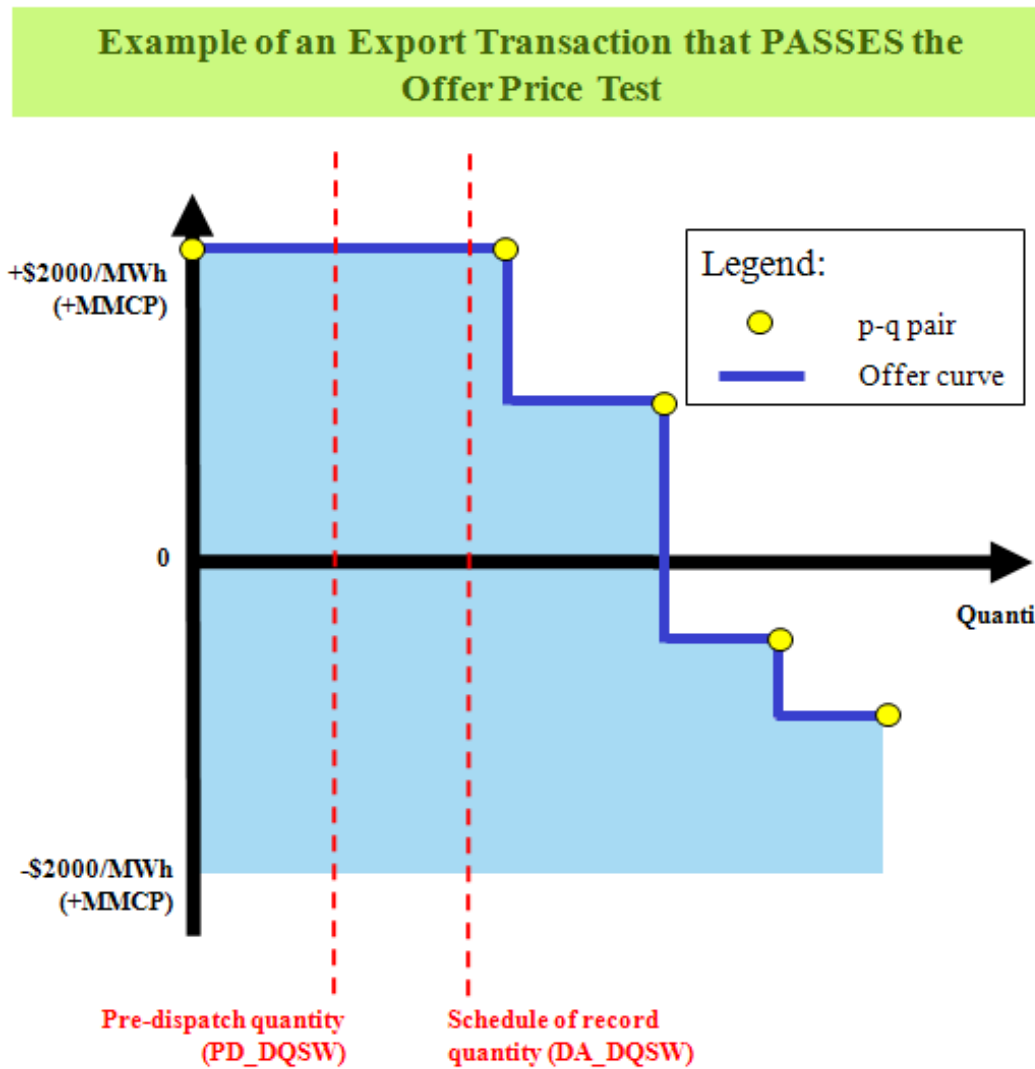 Example of an Export Transaction that PASSES the
Offer Price Test
+$2000/MWh
(+MMCP)
Legend:
p-q pair
Offer curve
0
Quanti
-$2000/MWh
(+MMCP)
Pre-dispatch quantity
(PD_DQSW)
Schedule of record
quantity (DA_DQSW)